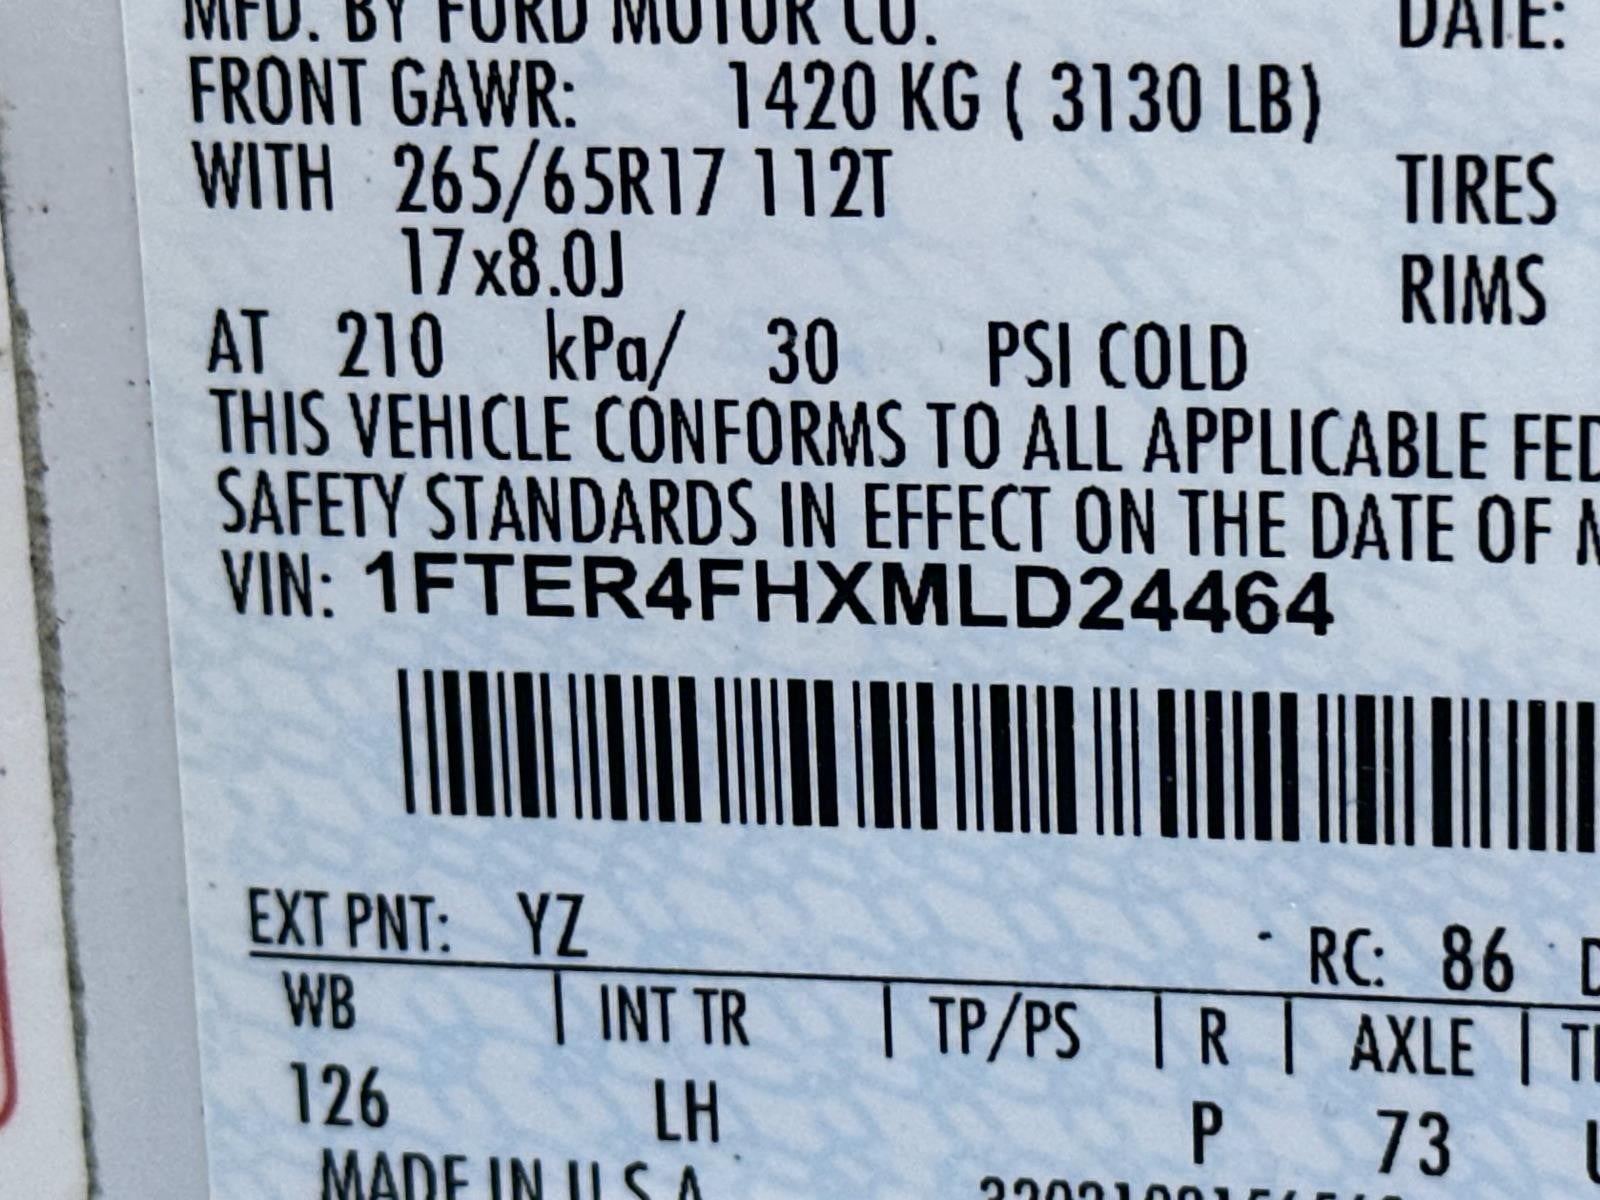 MFD. BY FORD MOTOR CO. DATE:
FRONT GAWR: 1420 KG ( 3130 LB)
WITH 265/65R17 112T TIRES
17x8.0J RIMS
AT 210 kPa/ 30 PSI COLD
THIS VEHICLE CONFORMS TO ALL APPLICABLE FED
SAFETY STANDARDS IN EFFECT ON THE DATE OF
VIN: 1FTER4FHXMLD24464
EXT PNT: YZ RC: 86
WB | INT TR | TP/PS | R | AXLE |
126 LH P 73
MADE IN U.S.A.